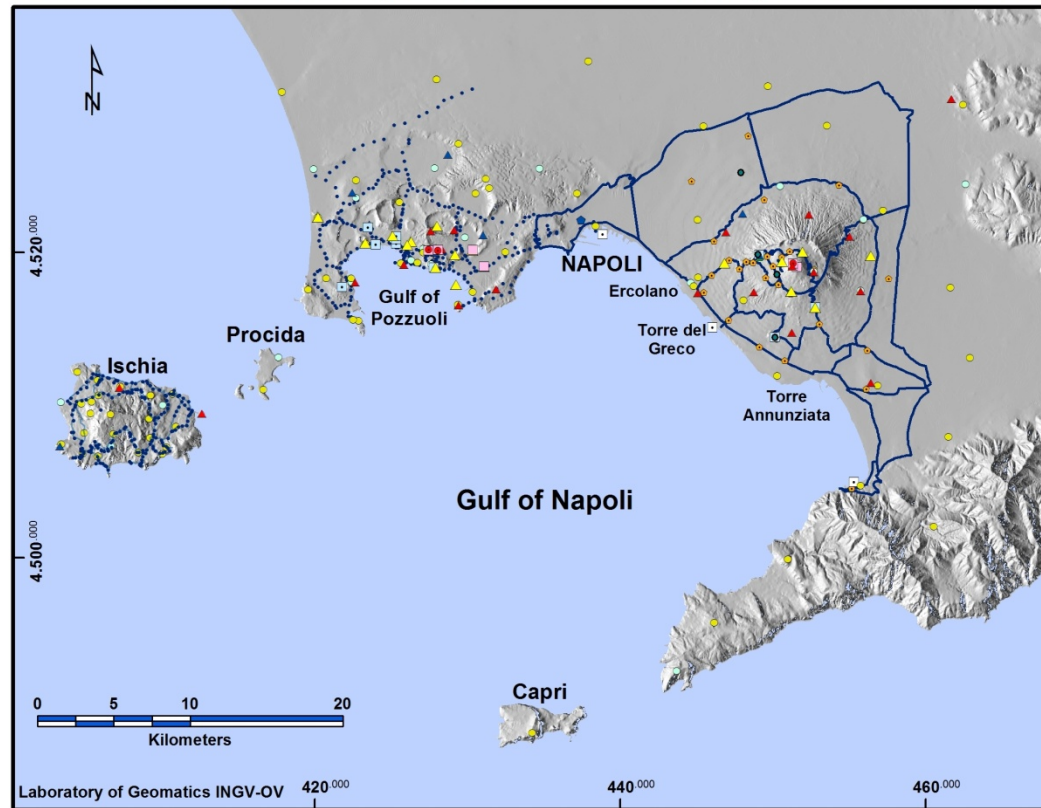 N
4.520.000
NAPOLI
Ercolano
Gulf of
Pozzuoli
Torre del
Greco
Procida
Ischia
Torre
Annunziata
Gulf of Napoli
4.500.000
Capri
0 5 10 20
Kilometers
Laboratory of Geomatics INGV-OV
420.000 440.000 460.000